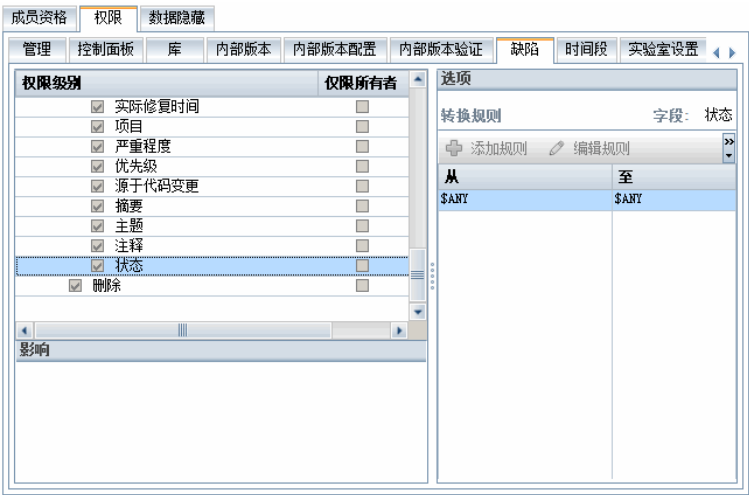 成员资格 权限 数据隐藏
管理 控制面板 库 内部版本 内部版本配置 内部版本验证 缺陷 时间段 实验室设置
权限级别 仅限所有者
实际修复时间
项目
严重程度
优先级
源于代码变更
摘要
主题
注释
状态
删除
影响
选项
转换规则 字段: 状态
添加规则 编辑规则
从 至
$ANY $ANY